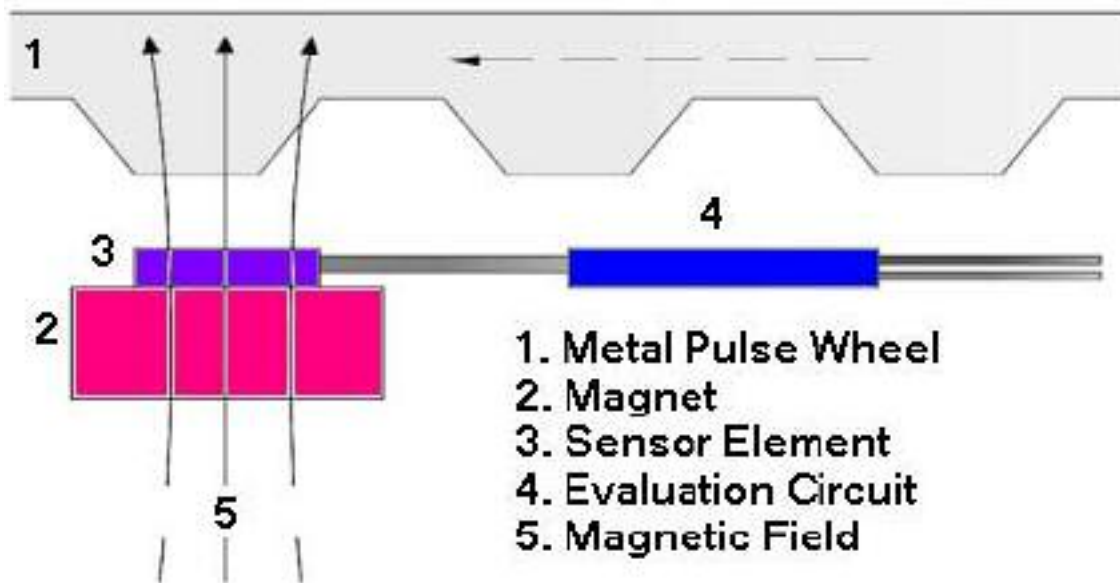 1
4
3
2
5
1. Metal Pulse Wheel
2. Magnet
3. Sensor Element
4. Evaluation Circuit
5. Magnetic Field